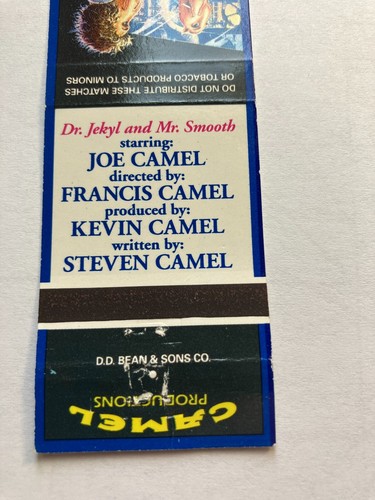 DO NOT DISTRIBUTE THESE MATCHES
OR TOBACCO PRODUCTS TO MINORS
Dr. Jekyl and Mr. Smooth
starring:
JOE CAMEL
directed by:
FRANCIS CAMEL
produced by:
KEVIN CAMEL
written by:
STEVEN CAMEL
D.D. BEAN & SONS CO.
CAMEL
PRODUCTIONS